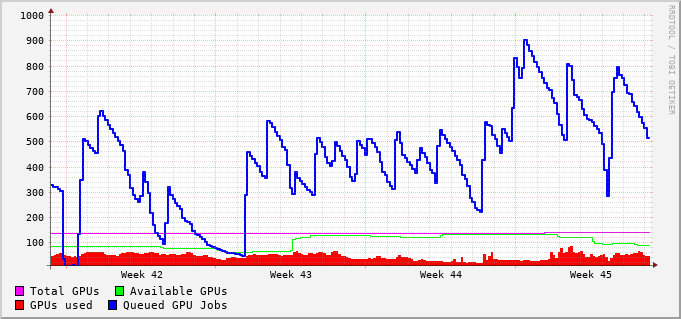 1000
900
800
700
600
500
400
300
200
100
Week 42 Week 43 Week 44 Week 45
Total GPUs Available GPUs
GPUs used Queued GPU Jobs
RRDTOOL / TOBI OETIKER